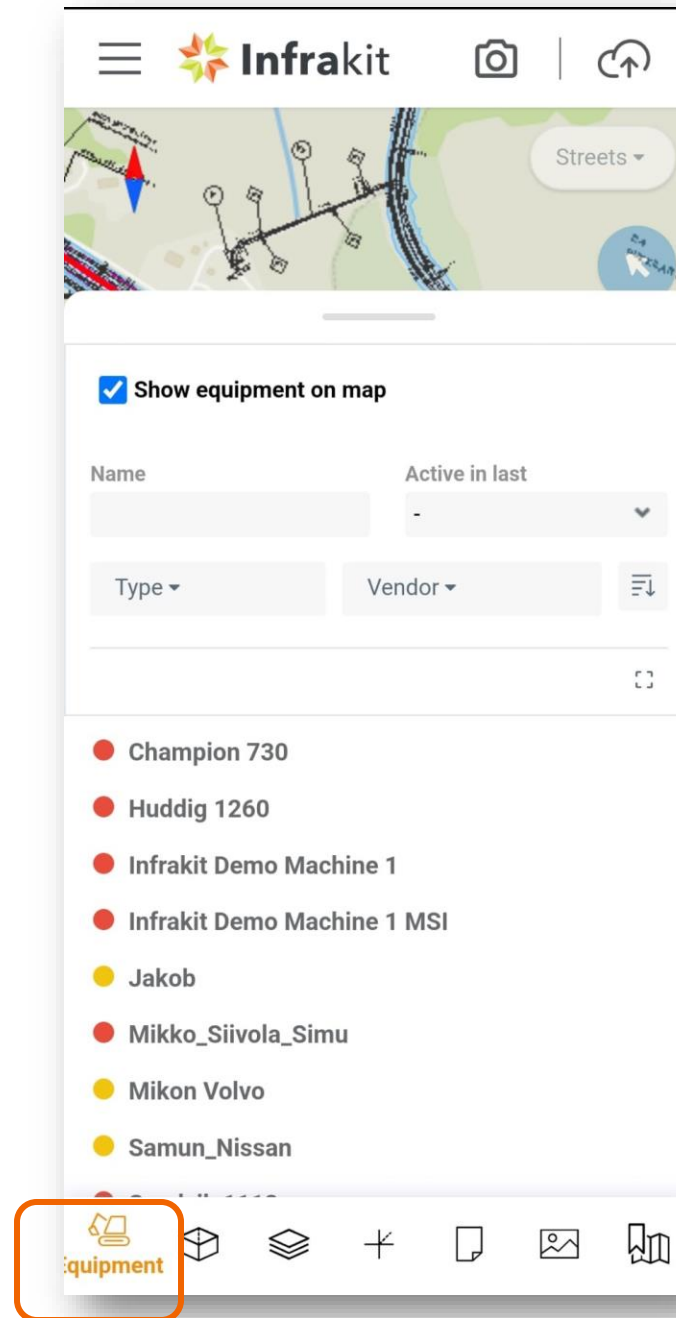 Infrakit
Streets
Show equipment on map
Name
Active in last
-
Type
Vendor
Champion 730
Huddig 1260
Infrakit Demo Machine 1
Infrakit Demo Machine 1 MSI
Jakob
Mikko_Siivola_Simu
Mikon Volvo
Samun_Nissan
quipment